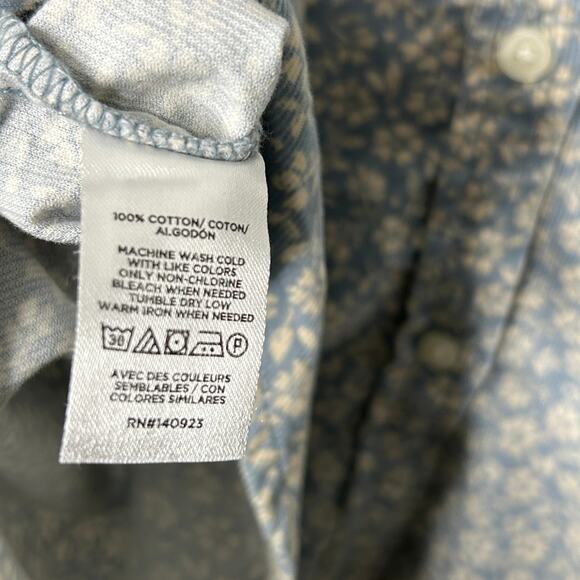 100% COTTON/ COTON/
ALGODÓN
MACHINE WASH COLD
WITH LIKE COLORS
ONLY NON-CHLORINE
BLEACH WHEN NEEDED
TUMBLE DRY LOW
WARM IRON WHEN NEEDED
30 P
AVEC DES COULEURS
SEMBLABLES / CON
COLORES SIMILARES
RN#140923